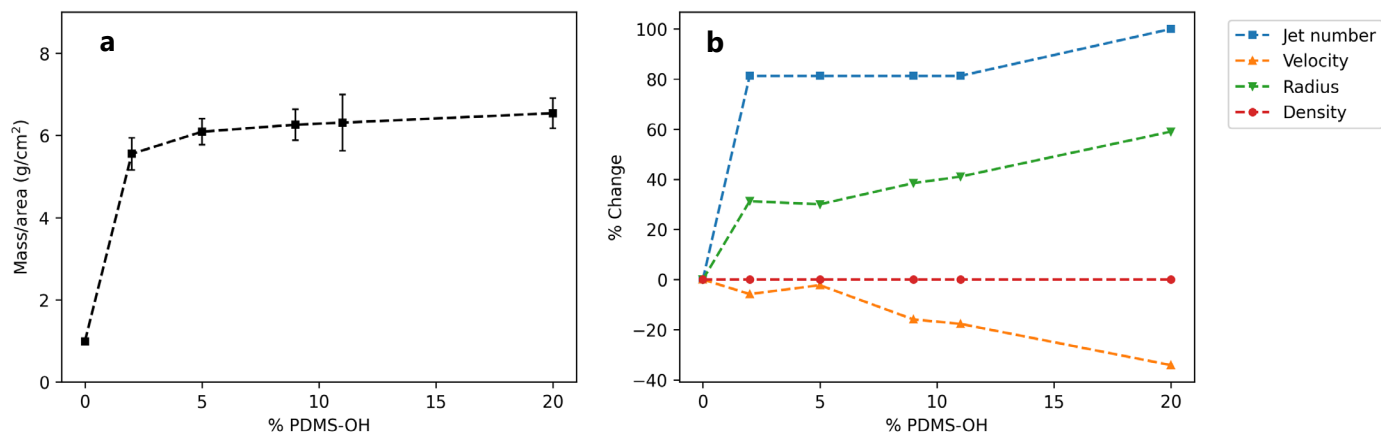 a
8
6
4
2
0
Mass/area (g/cm²)
0 5 10 15 20
% PDMS-OH
b
100
80
60
40
20
0
−20
−40
% Change
0 5 10 15 20
% PDMS-OH
Jet number
Velocity
Radius
Density